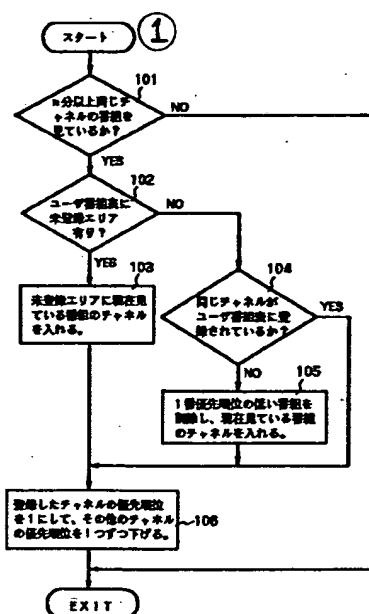 スタート
1
101
n分以上同じチ
ャネルの番組を
見ているか?
NO
YES
102
ユーザ番組表に
未登録エリア
有り?
NO
YES
103
未登録エリアに現在見
ている番組のチャネル
を入れる。
104
同じチャネルが
ユーザ番組表に登
録されているか?
YES
NO
105
1番優先順位の低い番組を
削除し、現在見ている番組
のチャネルを入れる。
登録したチャネルの優先順位
を1にして、その他のチャネル
の優先順位を1つずつ下げる。
106
EXIT